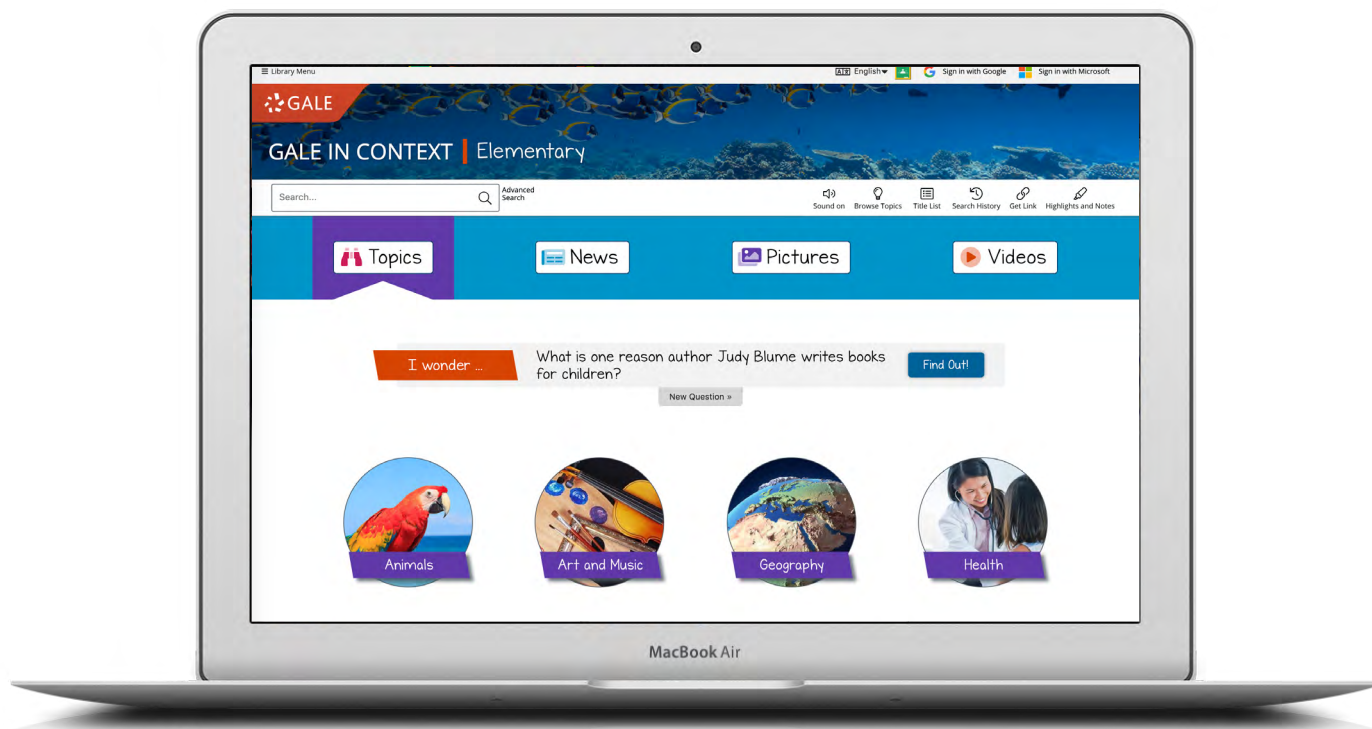 ☰ Library Menu
English
Sign in with Google
Sign in with Microsoft
GALE
GALE IN CONTEXT | Elementary
Search...
Advanced
Search
Sound on
Browse Topics
Title List
Search History
Get Link
Highlights and Notes
Topics
News
Pictures
Videos
I wonder ...
What is one reason author Judy Blume writes books
for children?
Find Out!
New Question »
Animals
Art and Music
Geography
Health
MacBook Air